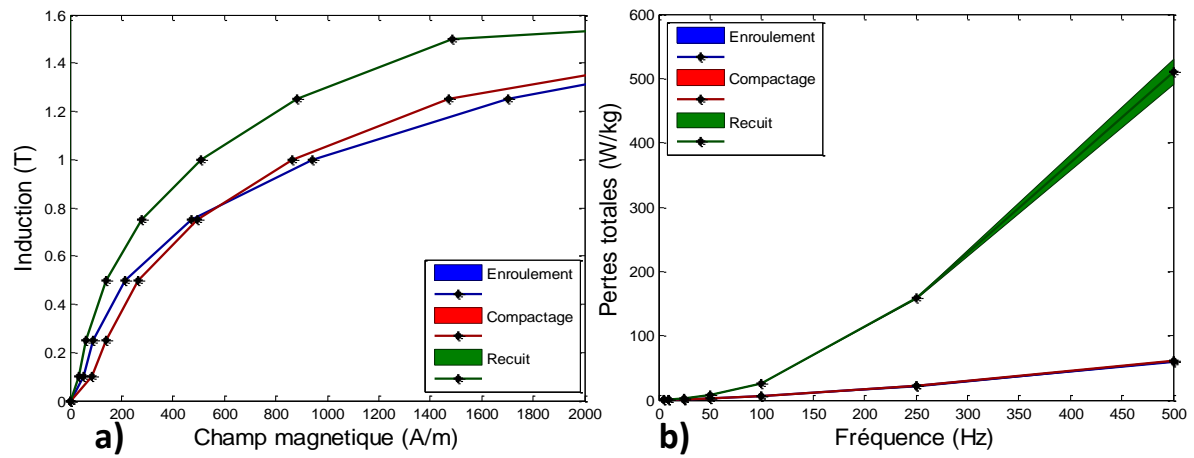 1.6
1.4
1.2
1
0.8
0.6
0.4
0.2
0
Induction (T)
0 200 400 600 800 1000 1200 1400 1600 1800 2000
Champ magnetique (A/m)
Enroulement
Compactage
Recuit
a)
600
500
400
300
200
100
0
Pertes totales (W/kg)
0 50 100 150 200 250 300 350 400 450 500
Fréquence (Hz)
Enroulement
Compactage
Recuit
b)